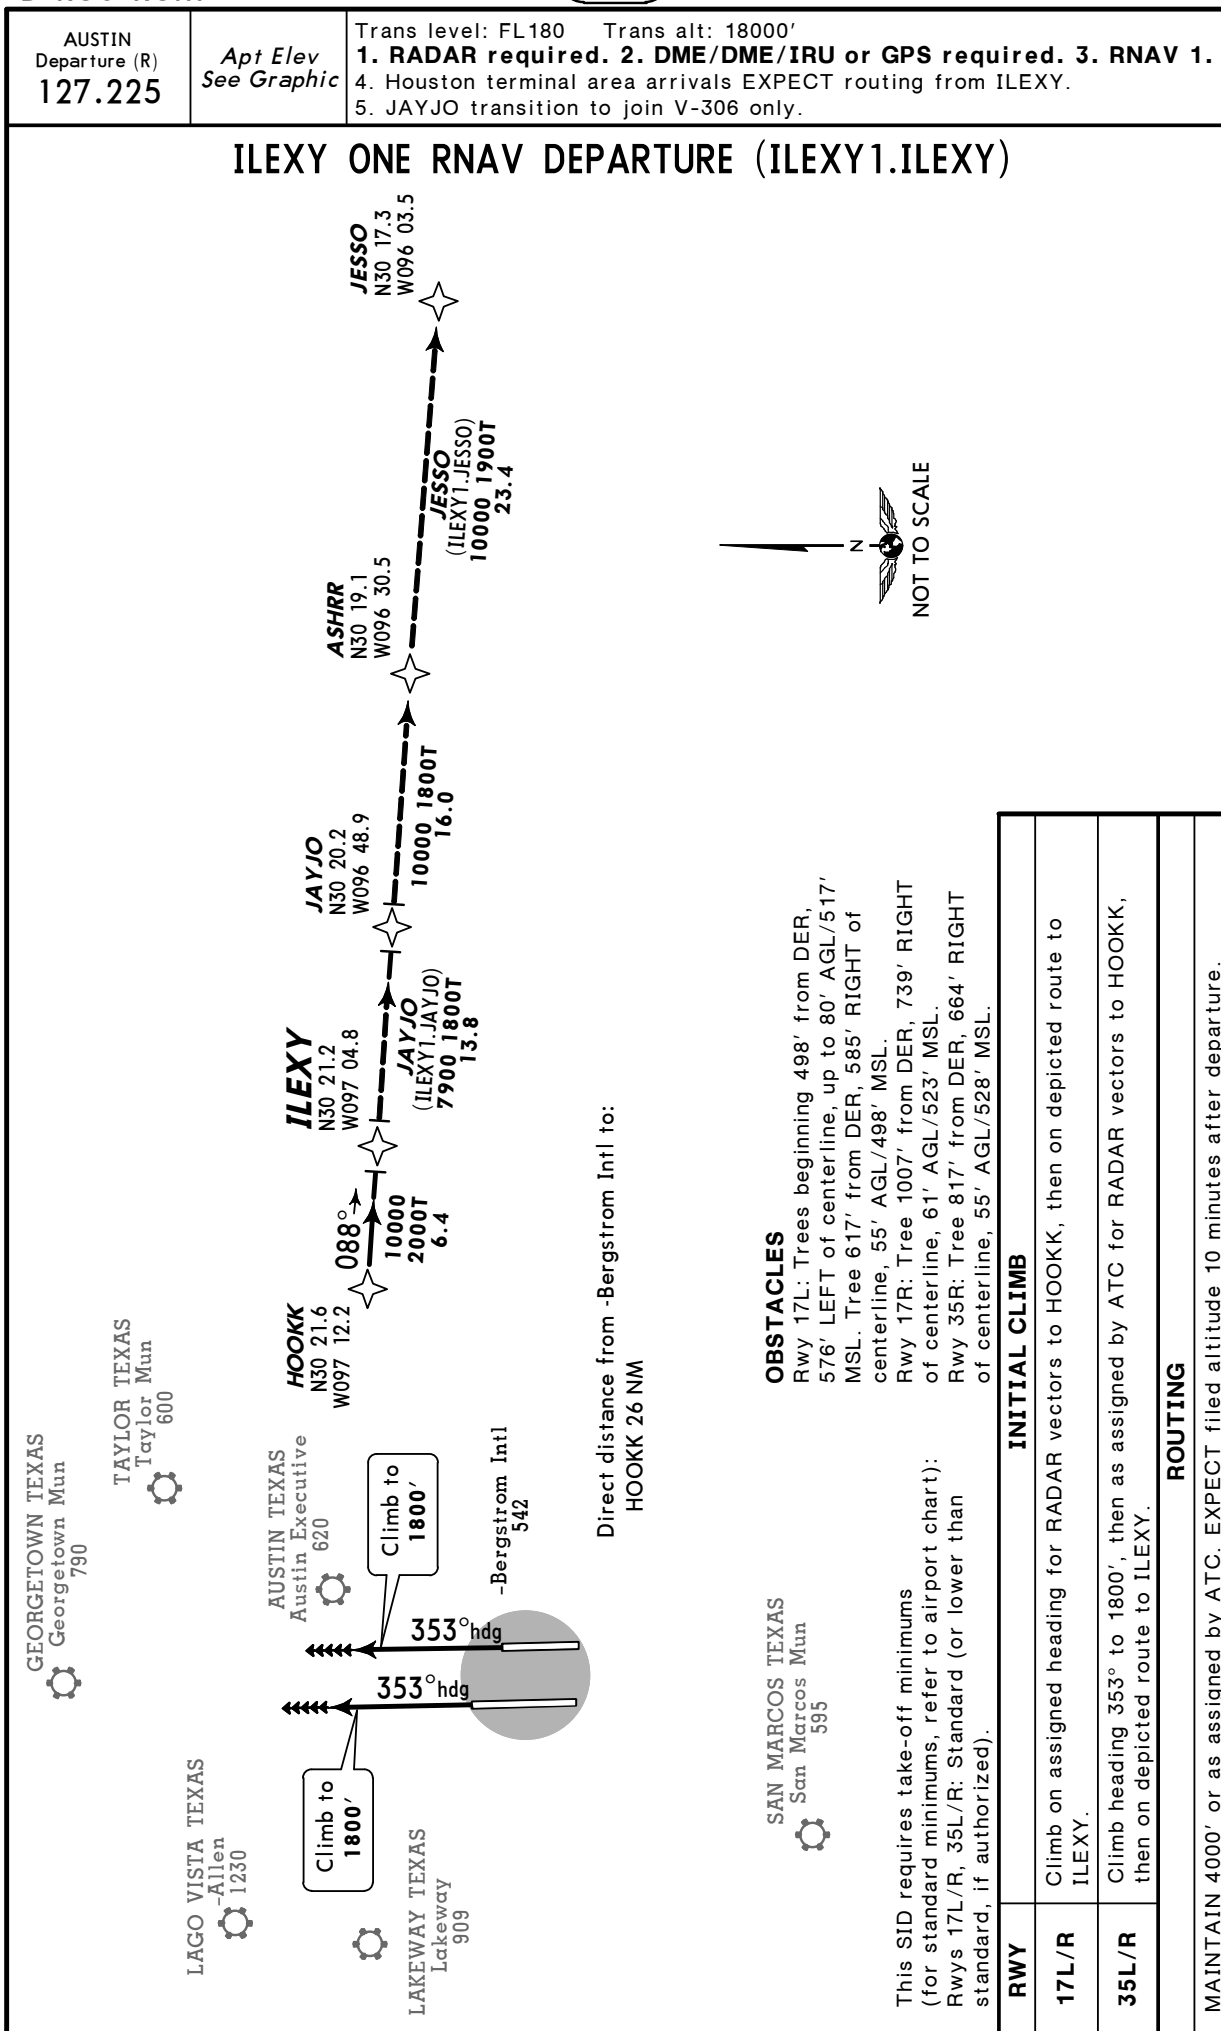 AUSTIN
Departure (R)
127.225
Apt Elev
See Graphic
Trans level: FL180 Trans alt: 18000′
1. RADAR required. 2. DME/DME/IRU or GPS required. 3. RNAV 1.
4. Houston terminal area arrivals EXPECT routing from ILEXY.
5. JAYJO transition to join V-306 only.
ILEXY ONE RNAV DEPARTURE (ILEXY1.ILEXY)
JESSO
N30 17.3
W096 03.5
JESSO
(ILEXY1.JESSO)
10000 1900T
23.4
ASHRR
N30 19.1
W096 30.5
10000 1800T
16.0
JAYJO
N30 20.2
W096 48.9
JAYJO
(ILEXY1.JAYJO)
7900 1800T
13.8
ILEXY
N30 21.2
W097 04.8
088°
10000
2000T
6.4
HOOKK
N30 21.6
W097 12.2
N
NOT TO SCALE
GEORGETOWN TEXAS
Georgetown Mun
790
TAYLOR TEXAS
Taylor Mun
600
AUSTIN TEXAS
Austin Executive
620
Climb to
1800′
353°hdg
353°hdg
Climb to
1800′
-Bergstrom Intl
542
LAGO VISTA TEXAS
-Allen
1230
LAKEWAY TEXAS
Lakeway
909
SAN MARCOS TEXAS
San Marcos Mun
595
Direct distance from -Bergstrom Intl to:
HOOKK 26 NM
OBSTACLES
Rwy 17L: Trees beginning 498′ from DER,
576′ LEFT of centerline, up to 80′ AGL/517′
MSL. Tree 617′ from DER, 585′ RIGHT of
centerline, 55′ AGL/498′ MSL.
Rwy 17R: Tree 1007′ from DER, 739′ RIGHT
of centerline, 61′ AGL/523′ MSL.
Rwy 35R: Tree 817′ from DER, 664′ RIGHT
of centerline, 55′ AGL/528′ MSL.
This SID requires take-off minimums
(for standard minimums, refer to airport chart):
Rwys 17L/R, 35L/R: Standard (or lower than
standard, if authorized).
RWY INITIAL CLIMB
17L/R Climb on assigned heading for RADAR vectors to HOOKK, then on depicted route to
ILEXY.
35L/R Climb heading 353° to 1800′, then as assigned by ATC for RADAR vectors to HOOKK,
then on depicted route to ILEXY.
ROUTING
MAINTAIN 4000′ or as assigned by ATC. EXPECT filed altitude 10 minutes after departure.